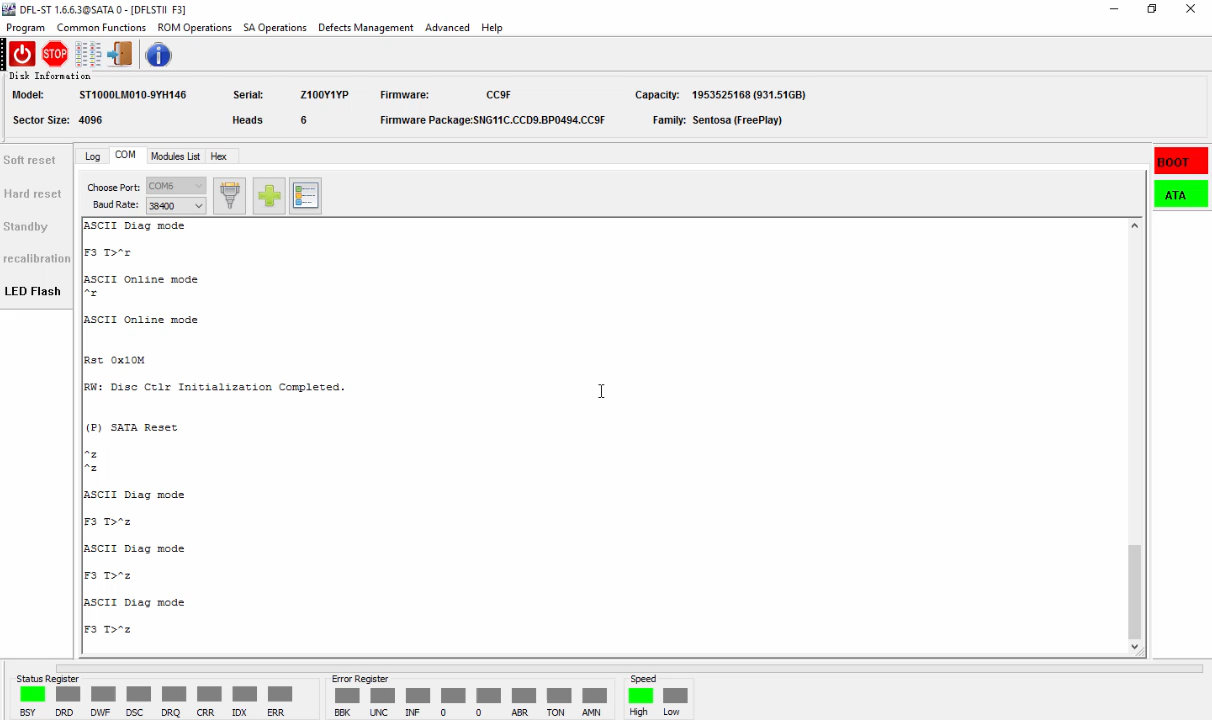 DFL-ST 1.6.6.3@SATA 0 - [DFLSTII F3]
Program Common Functions ROM Operations SA Operations Defects Management Advanced Help
STOP
Disk Information
Model: ST1000LM010-9YH146 Serial: Z100Y1YP Firmware: CC9F Capacity: 1953525168 (931.51GB)
Sector Size: 4096 Heads 6 Firmware Package:SNG11C.CCD9.BP0494.CC9F Family: Sentosa (FreePlay)
Soft reset
Hard reset
Standby
recalibration
LED Flash
Log COM Modules List Hex
Choose Port: COM6
Baud Rate: 38400
BOOT
ATA
ASCII Diag mode
F3 T>^r
ASCII Online mode
^r
ASCII Online mode
Rst 0x10M
RW: Disc Ctlr Initialization Completed.
(P) SATA Reset
^z
^z
ASCII Diag mode
F3 T>^z
ASCII Diag mode
F3 T>^z
ASCII Diag mode
F3 T>^z
Status Register
BSY DRD DWF DSC DRQ CRR IDX ERR
Error Register
BBK UNC INF 0 0 ABR TON AMN
Speed
High Low